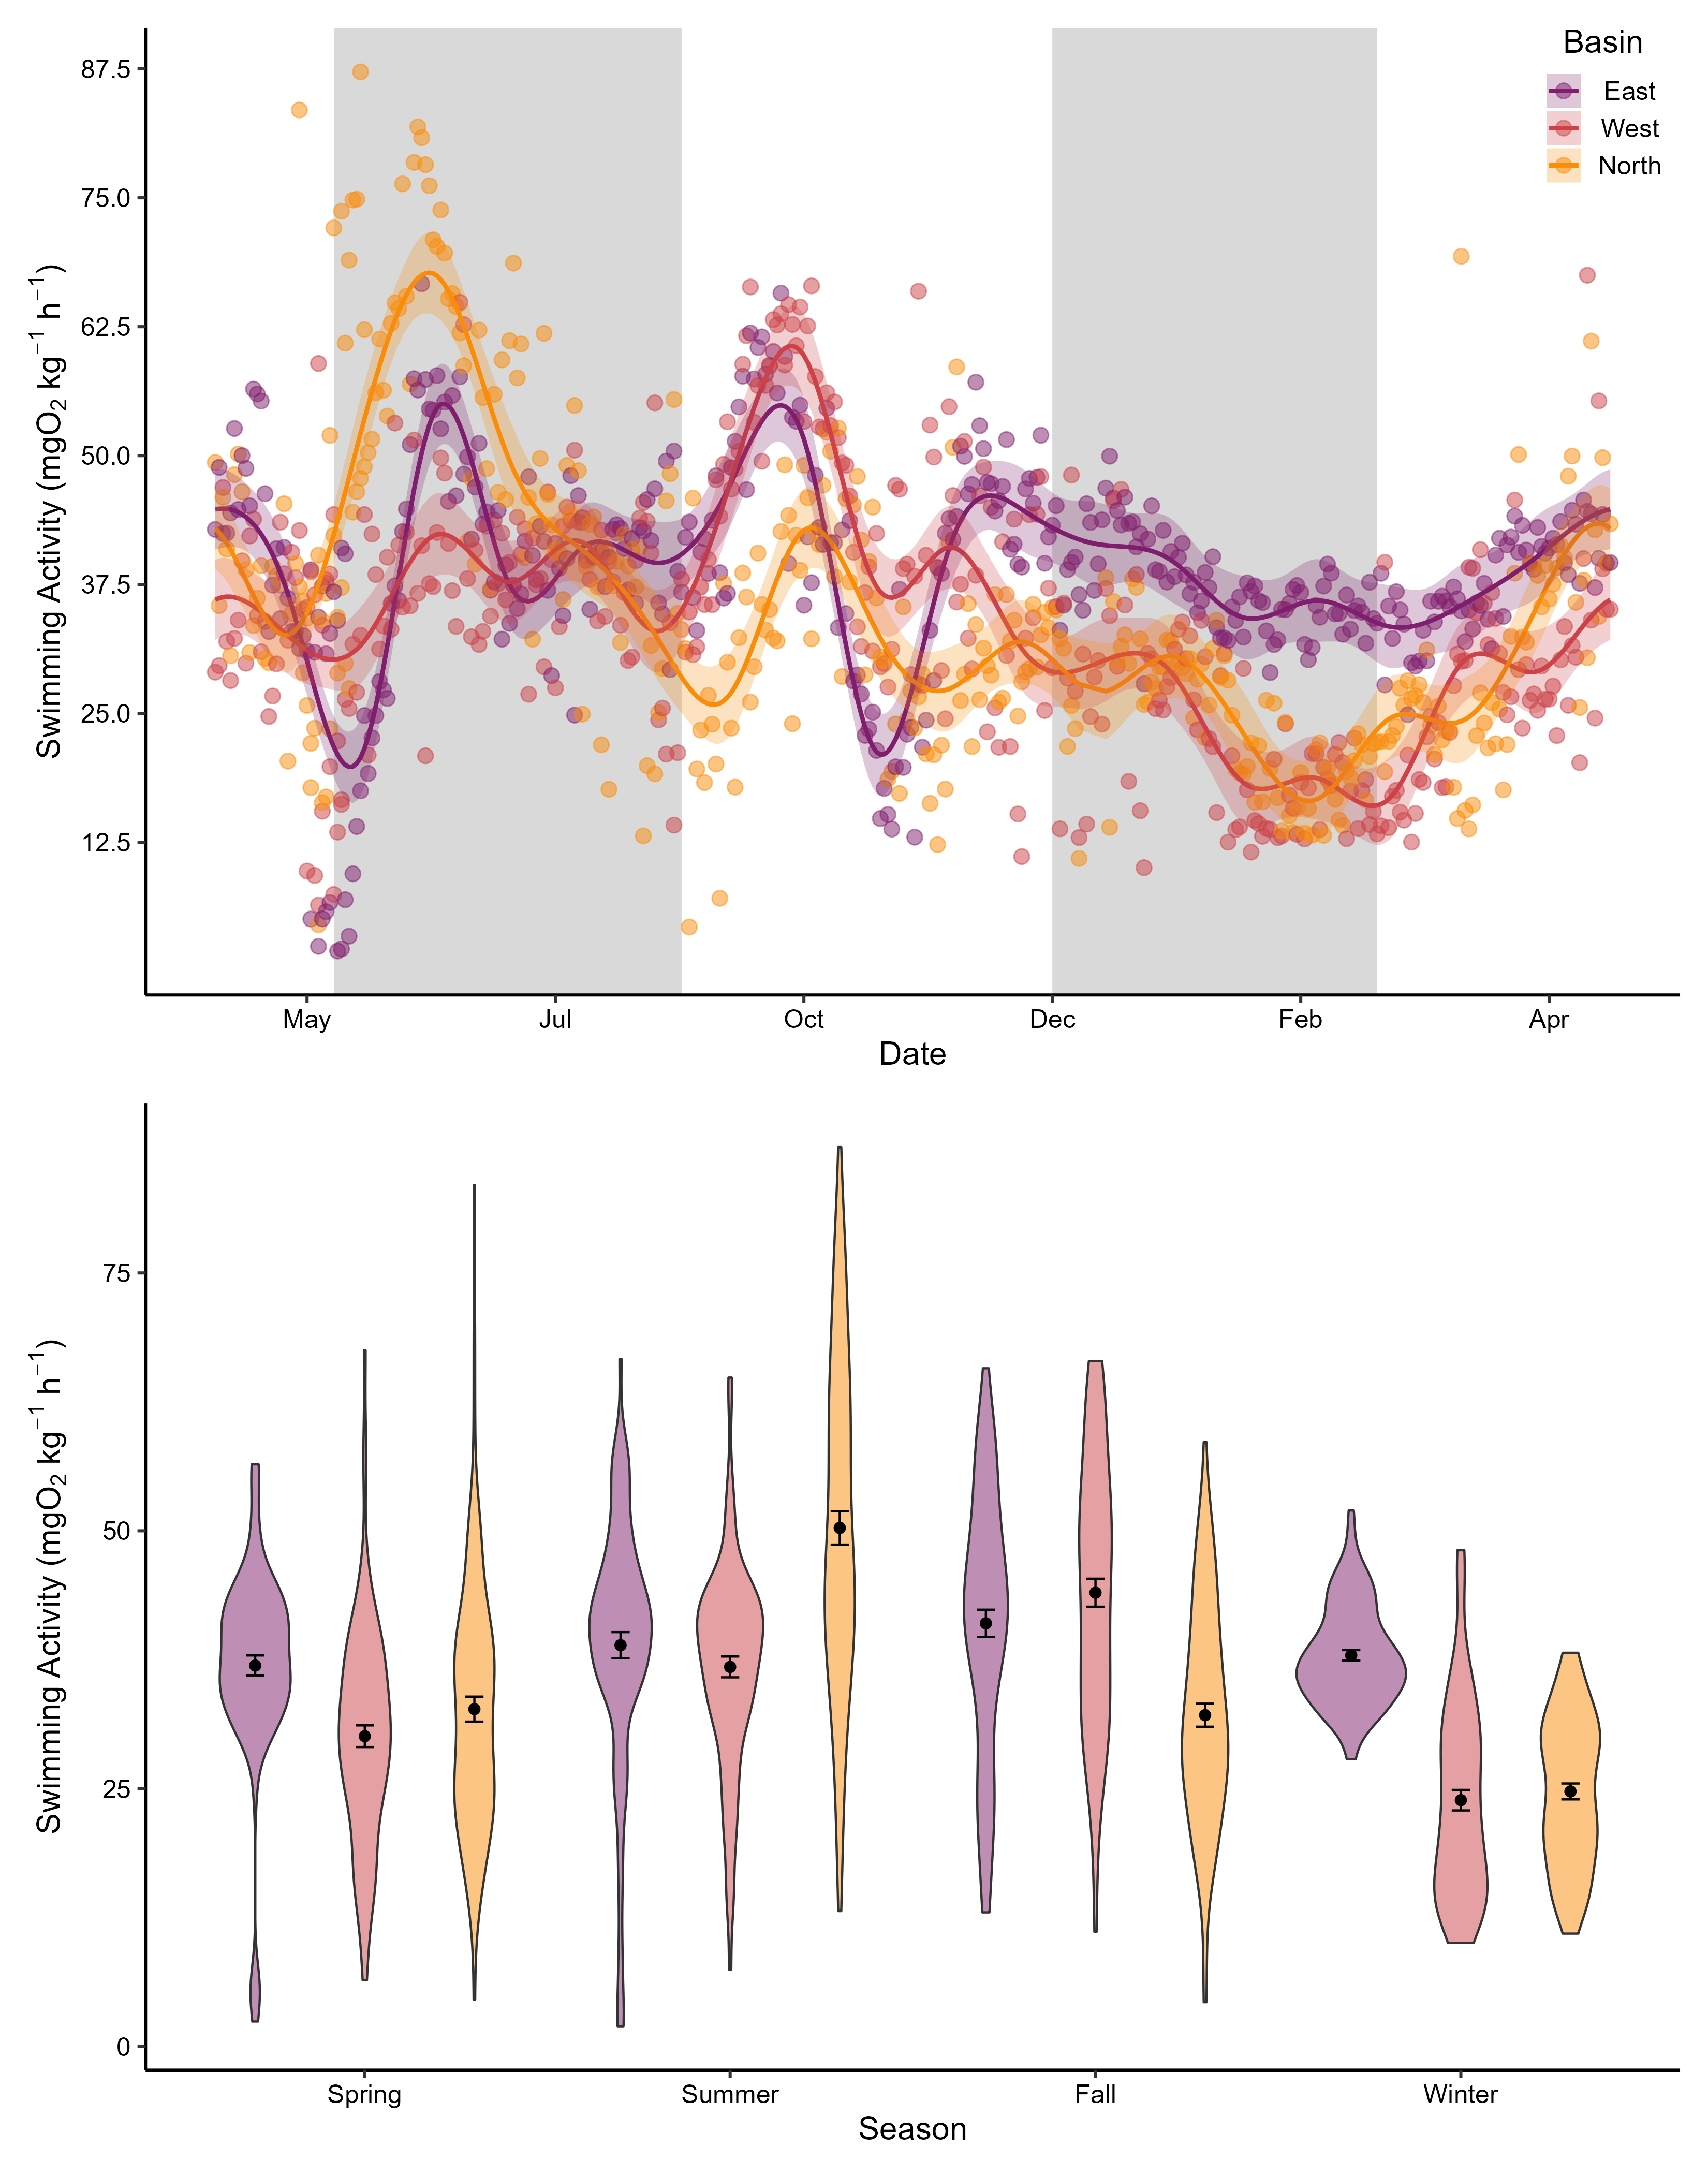 Basin
East
West
North
87.5
75.0
62.5
50.0
37.5
25.0
12.5
Swimming Activity (mgO₂ kg⁻¹ h⁻¹)
May Jul Oct Dec Feb Apr
Date
75
50
25
0
Swimming Activity (mgO₂ kg⁻¹ h⁻¹)
Spring Summer Fall Winter
Season